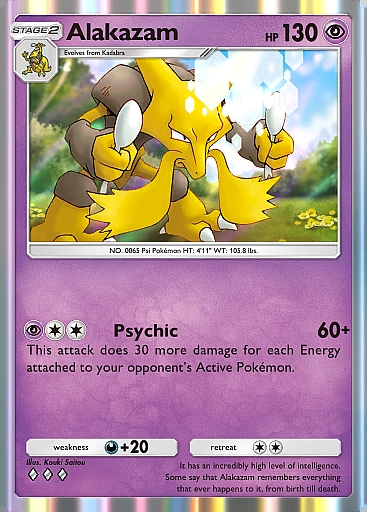 STAGE2
Alakazam
HP 130
Evolves from Kadabra
NO. 0065 Psi Pokémon HT: 4'11" WT: 105.8 lbs.
Psychic 60+
This attack does 30 more damage for each Energy
attached to your opponent's Active Pokémon.
weakness +20 retreat
Illus. Kouki Saitou
It has an incredibly high level of intelligence.
Some say that Alakazam remembers everything
that ever happens to it, from birth till death.